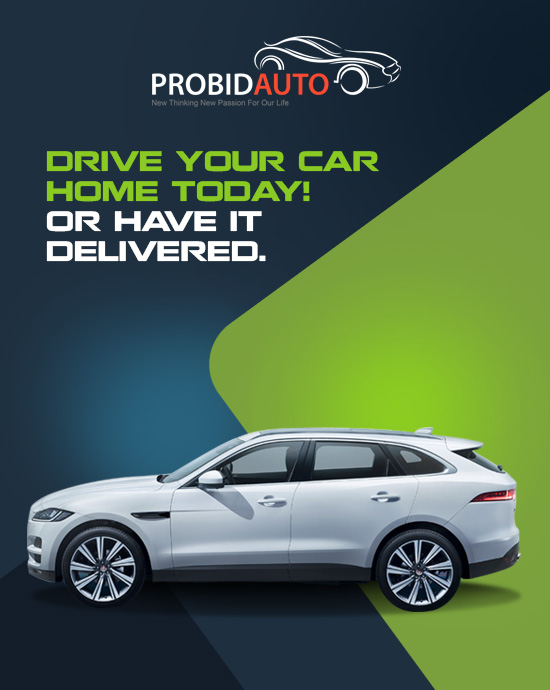 PROBIDAUTO
New Thinking New Passion For Our Life
DRIVE YOUR CAR
HOME TODAY!
OR HAVE IT
DELIVERED.